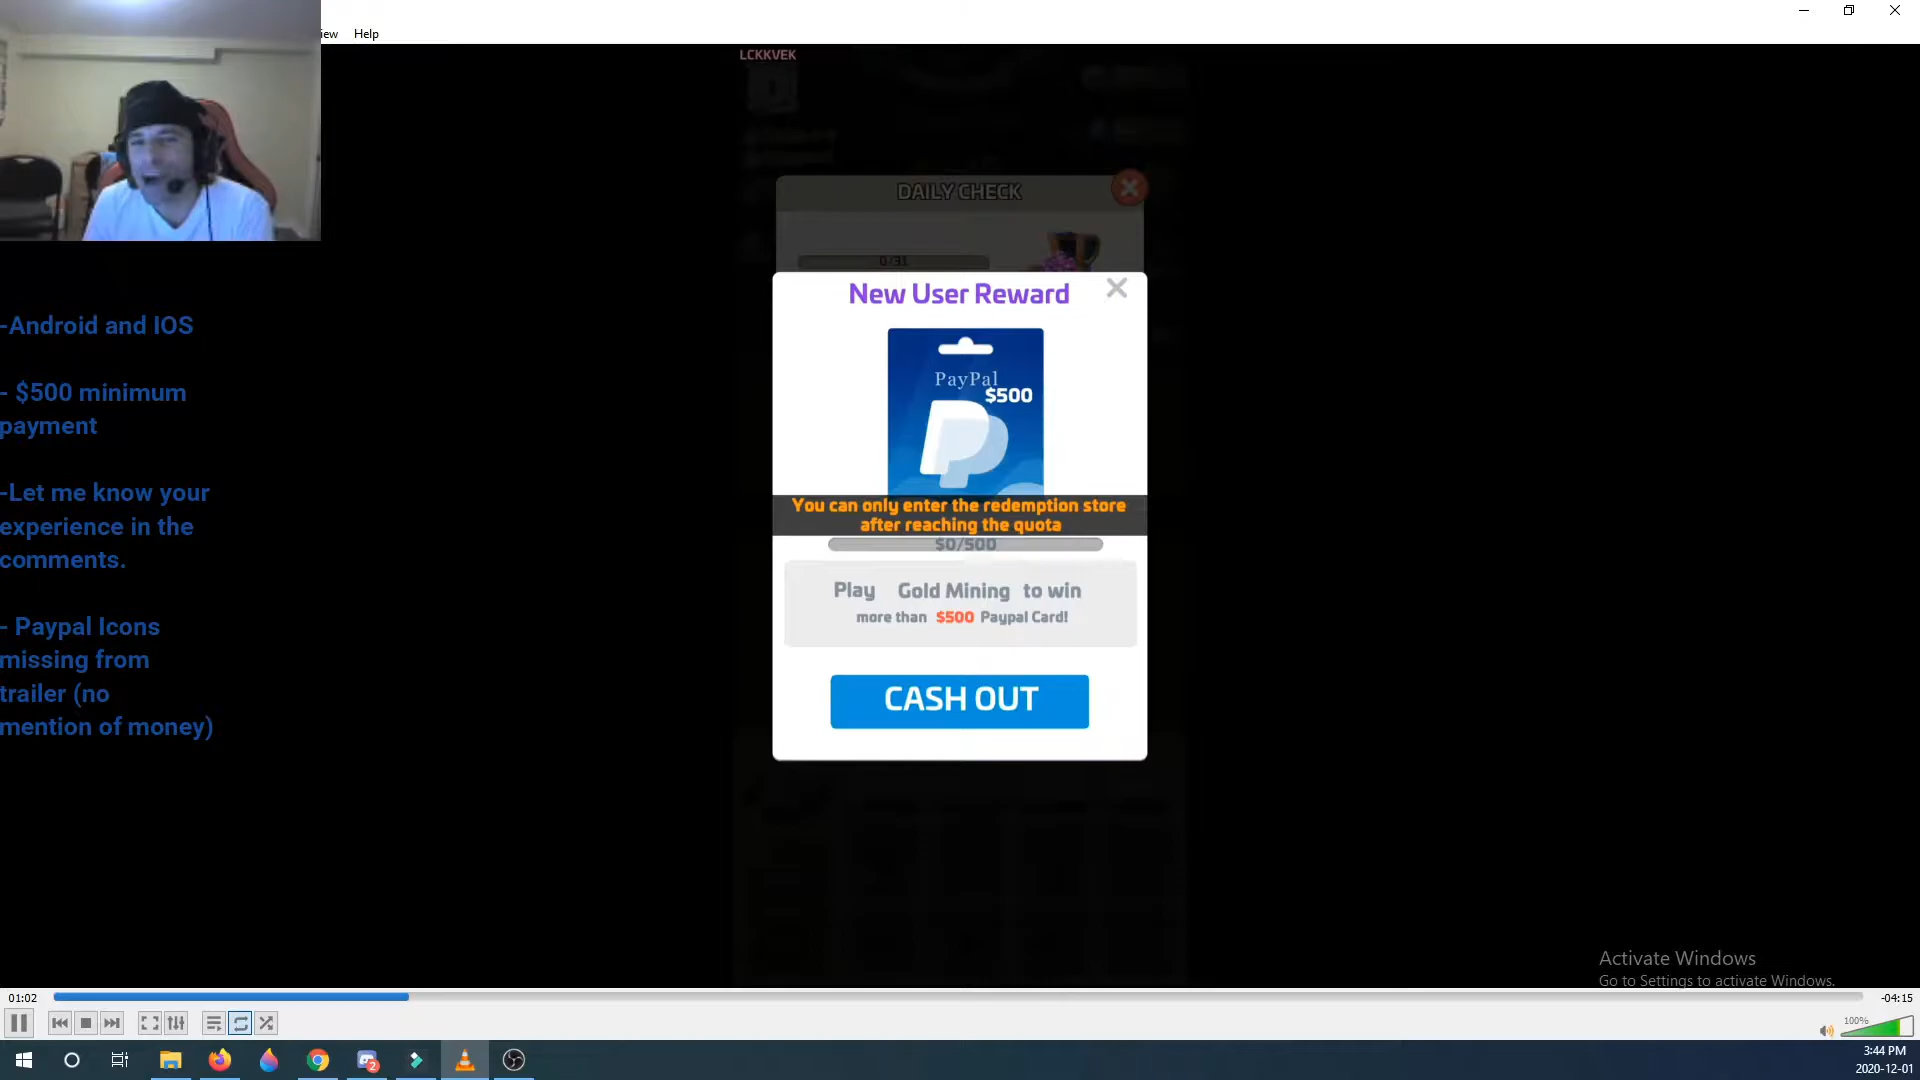 iew Help
LCKKVEK
DAILY CHECK
0/31
New User Reward
PayPal
$500
You can only enter the redemption store
after reaching the quota
$0/500
Play Gold Mining to win
more than $500 Paypal Card!
CASH OUT
-Android and IOS
- $500 minimum
payment
-Let me know your
experience in the
comments.
- Paypal Icons
missing from
trailer (no
mention of money)
Activate Windows
Go to Settings to activate Windows.
01:02
-04:15
100%
2
3:44 PM
2020-12-01